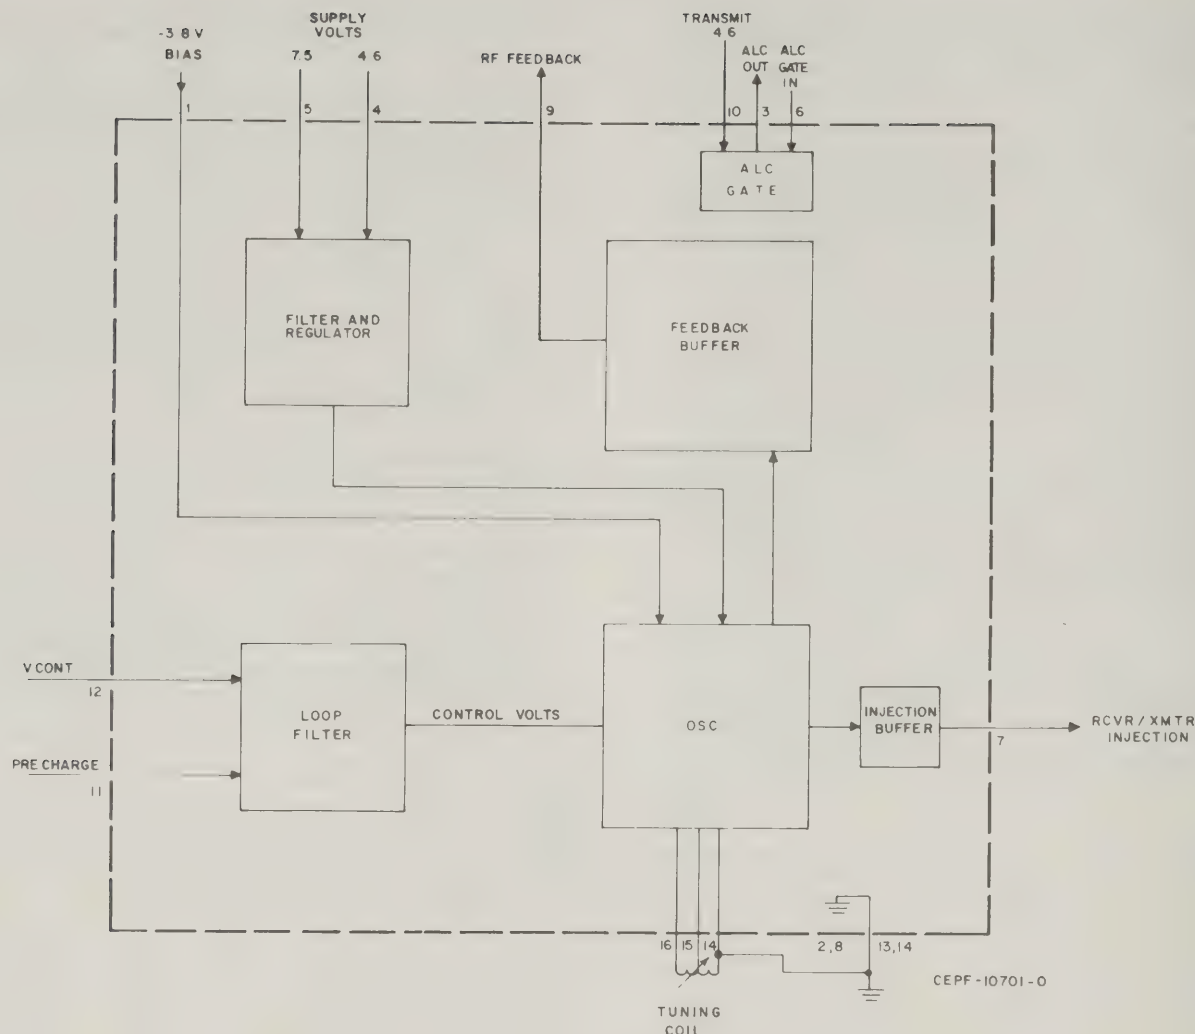 -3 8 V
BIAS
SUPPLY
VOLTS
7.5 4 6
RF FEEDBACK
TRANSMIT
4 6
ALC
OUT
ALC
GATE
IN
1
5
4
9
10
3
6
ALC
GATE
FILTER AND
REGULATOR
FEEDBACK
BUFFER
V CONT
12
PRE CHARGE
11
LOOP
FILTER
CONTROL VOLTS
OSC
INJECTION
BUFFER
7
RCVR / XMTR
INJECTION
16 15 14
2,8
13,14
CEPF-10701-0
TUNING
COIL